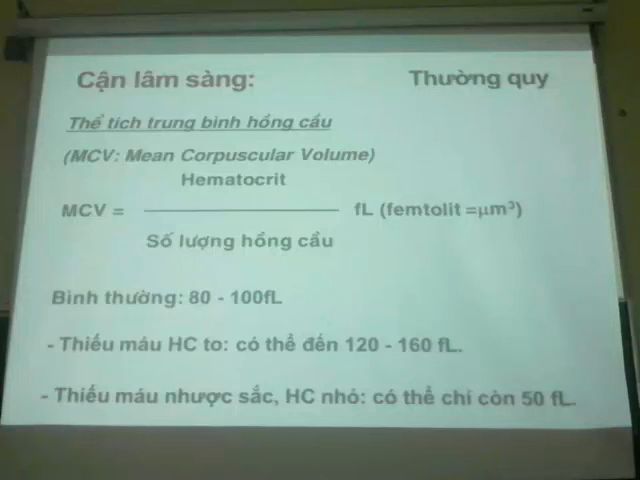 Cận lâm sàng: Thường quy
Thể tích trung bình hồng cầu
(MCV: Mean Corpuscular Volume)
Hematocrit
MCV = fL (femtolit =µm³)
Số lượng hồng cầu
Bình thường: 80 - 100fL
- Thiếu máu HC to: có thể đến 120 - 160 fL.
- Thiếu máu nhược sắc, HC nhỏ: có thể chỉ còn 50 fL.